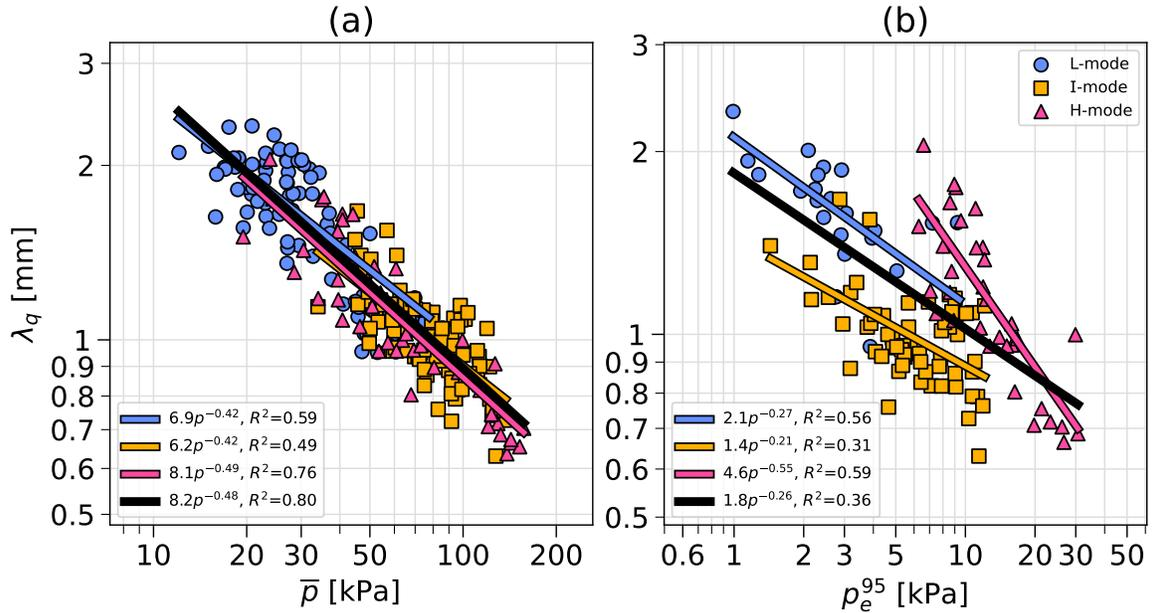 (a)
3
2
1
0.9
0.8
0.7
0.6
0.5
λq [mm]
6.9p^−0.42, R²=0.59
6.2p^−0.42, R²=0.49
8.1p^−0.49, R²=0.76
8.2p^−0.48, R²=0.80
10 20 30 50 100 200
p̅ [kPa]
(b)
3
2
1
0.9
0.8
0.7
0.6
0.5
L-mode
I-mode
H-mode
2.1p^−0.27, R²=0.56
1.4p^−0.21, R²=0.31
4.6p^−0.55, R²=0.59
1.8p^−0.26, R²=0.36
0.6 1 2 3 5 10 20 30 50
p_e^95 [kPa]